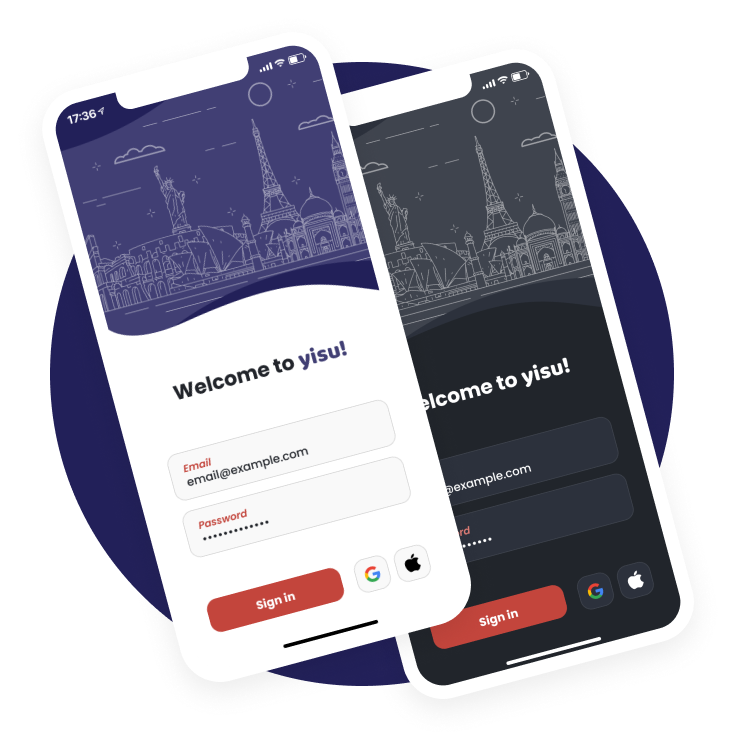 17:36
Welcome to yisu!
Email
email@example.com
Password
Sign in
elcome to yisu!
@example.com
rd
Sign in